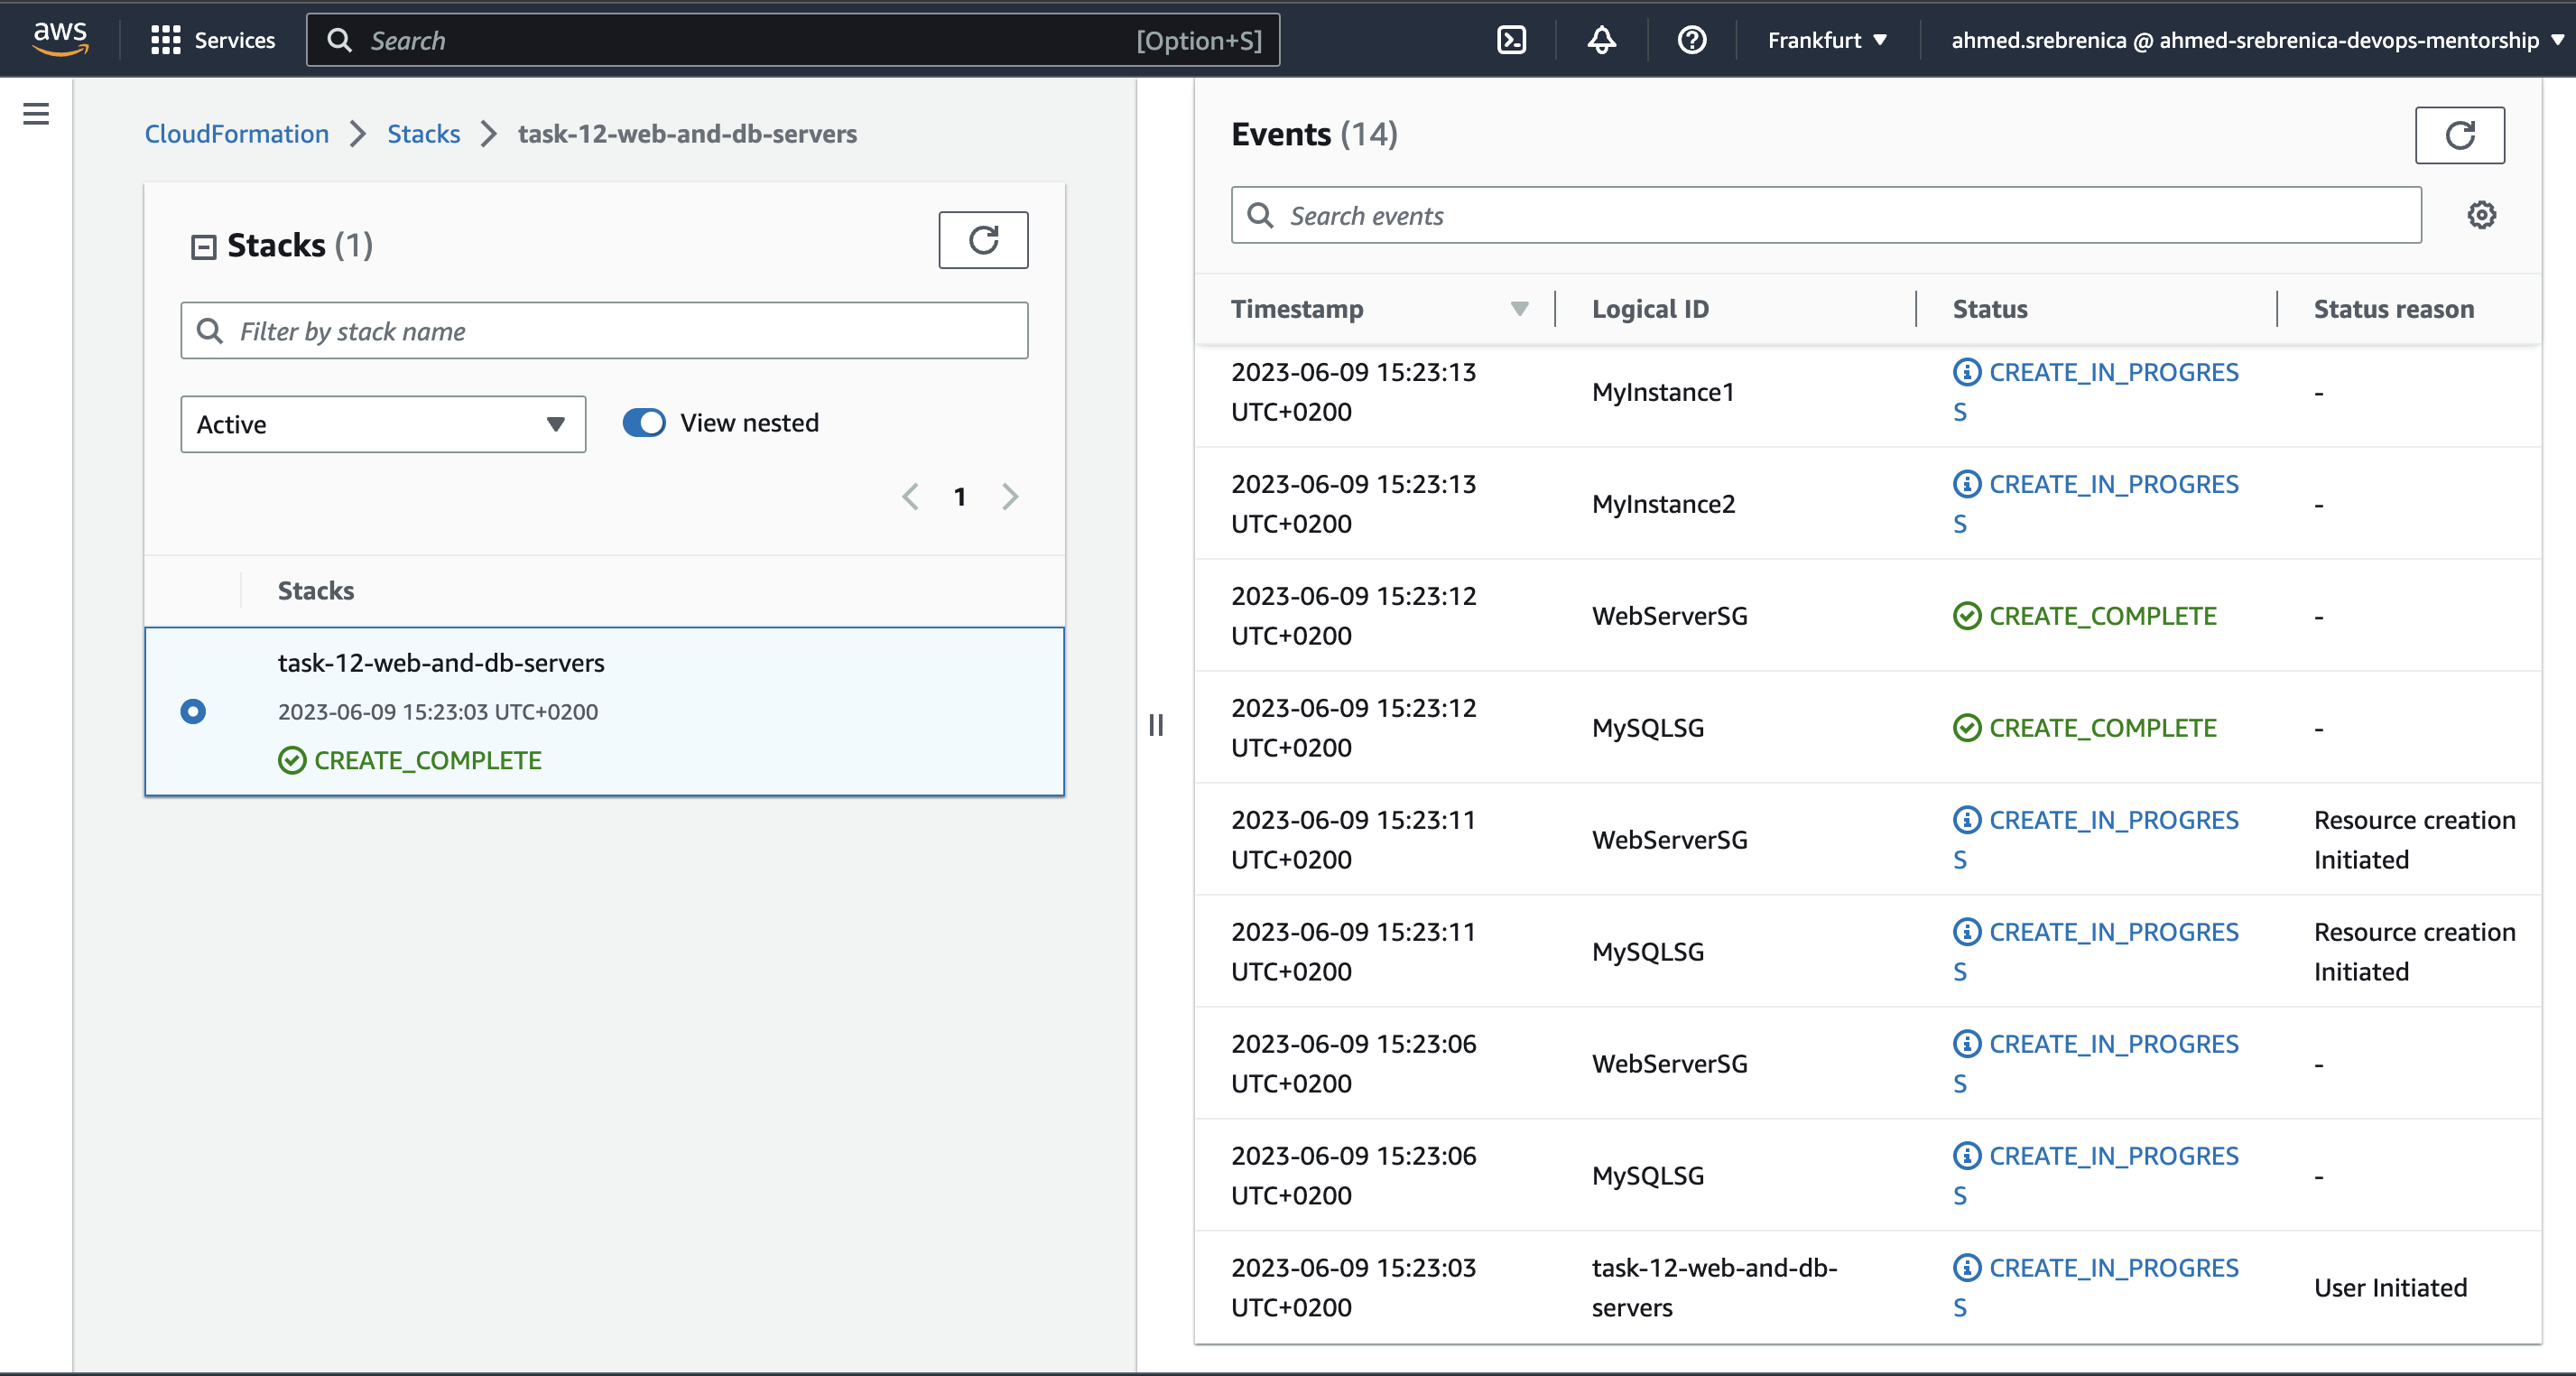 aws
Services
Search
[Option+S]
Frankfurt
ahmed.srebrenica @ ahmed-srebrenica-devops-mentorship
CloudFormation
Stacks
task-12-web-and-db-servers
Stacks (1)
Filter by stack name
Active
View nested
1
Stacks
task-12-web-and-db-servers
2023-06-09 15:23:03 UTC+0200
CREATE_COMPLETE
Events (14)
Search events
Timestamp
Logical ID
Status
Status reason
2023-06-09 15:23:13
UTC+0200
MyInstance1
CREATE_IN_PROGRES
S
-
2023-06-09 15:23:13
UTC+0200
MyInstance2
CREATE_IN_PROGRES
S
-
2023-06-09 15:23:12
UTC+0200
WebServerSG
CREATE_COMPLETE
-
2023-06-09 15:23:12
UTC+0200
MySQLSG
CREATE_COMPLETE
-
2023-06-09 15:23:11
UTC+0200
WebServerSG
CREATE_IN_PROGRES
S
Resource creation
Initiated
2023-06-09 15:23:11
UTC+0200
MySQLSG
CREATE_IN_PROGRES
S
Resource creation
Initiated
2023-06-09 15:23:06
UTC+0200
WebServerSG
CREATE_IN_PROGRES
S
-
2023-06-09 15:23:06
UTC+0200
MySQLSG
CREATE_IN_PROGRES
S
-
2023-06-09 15:23:03
UTC+0200
task-12-web-and-db-
servers
CREATE_IN_PROGRES
S
User Initiated